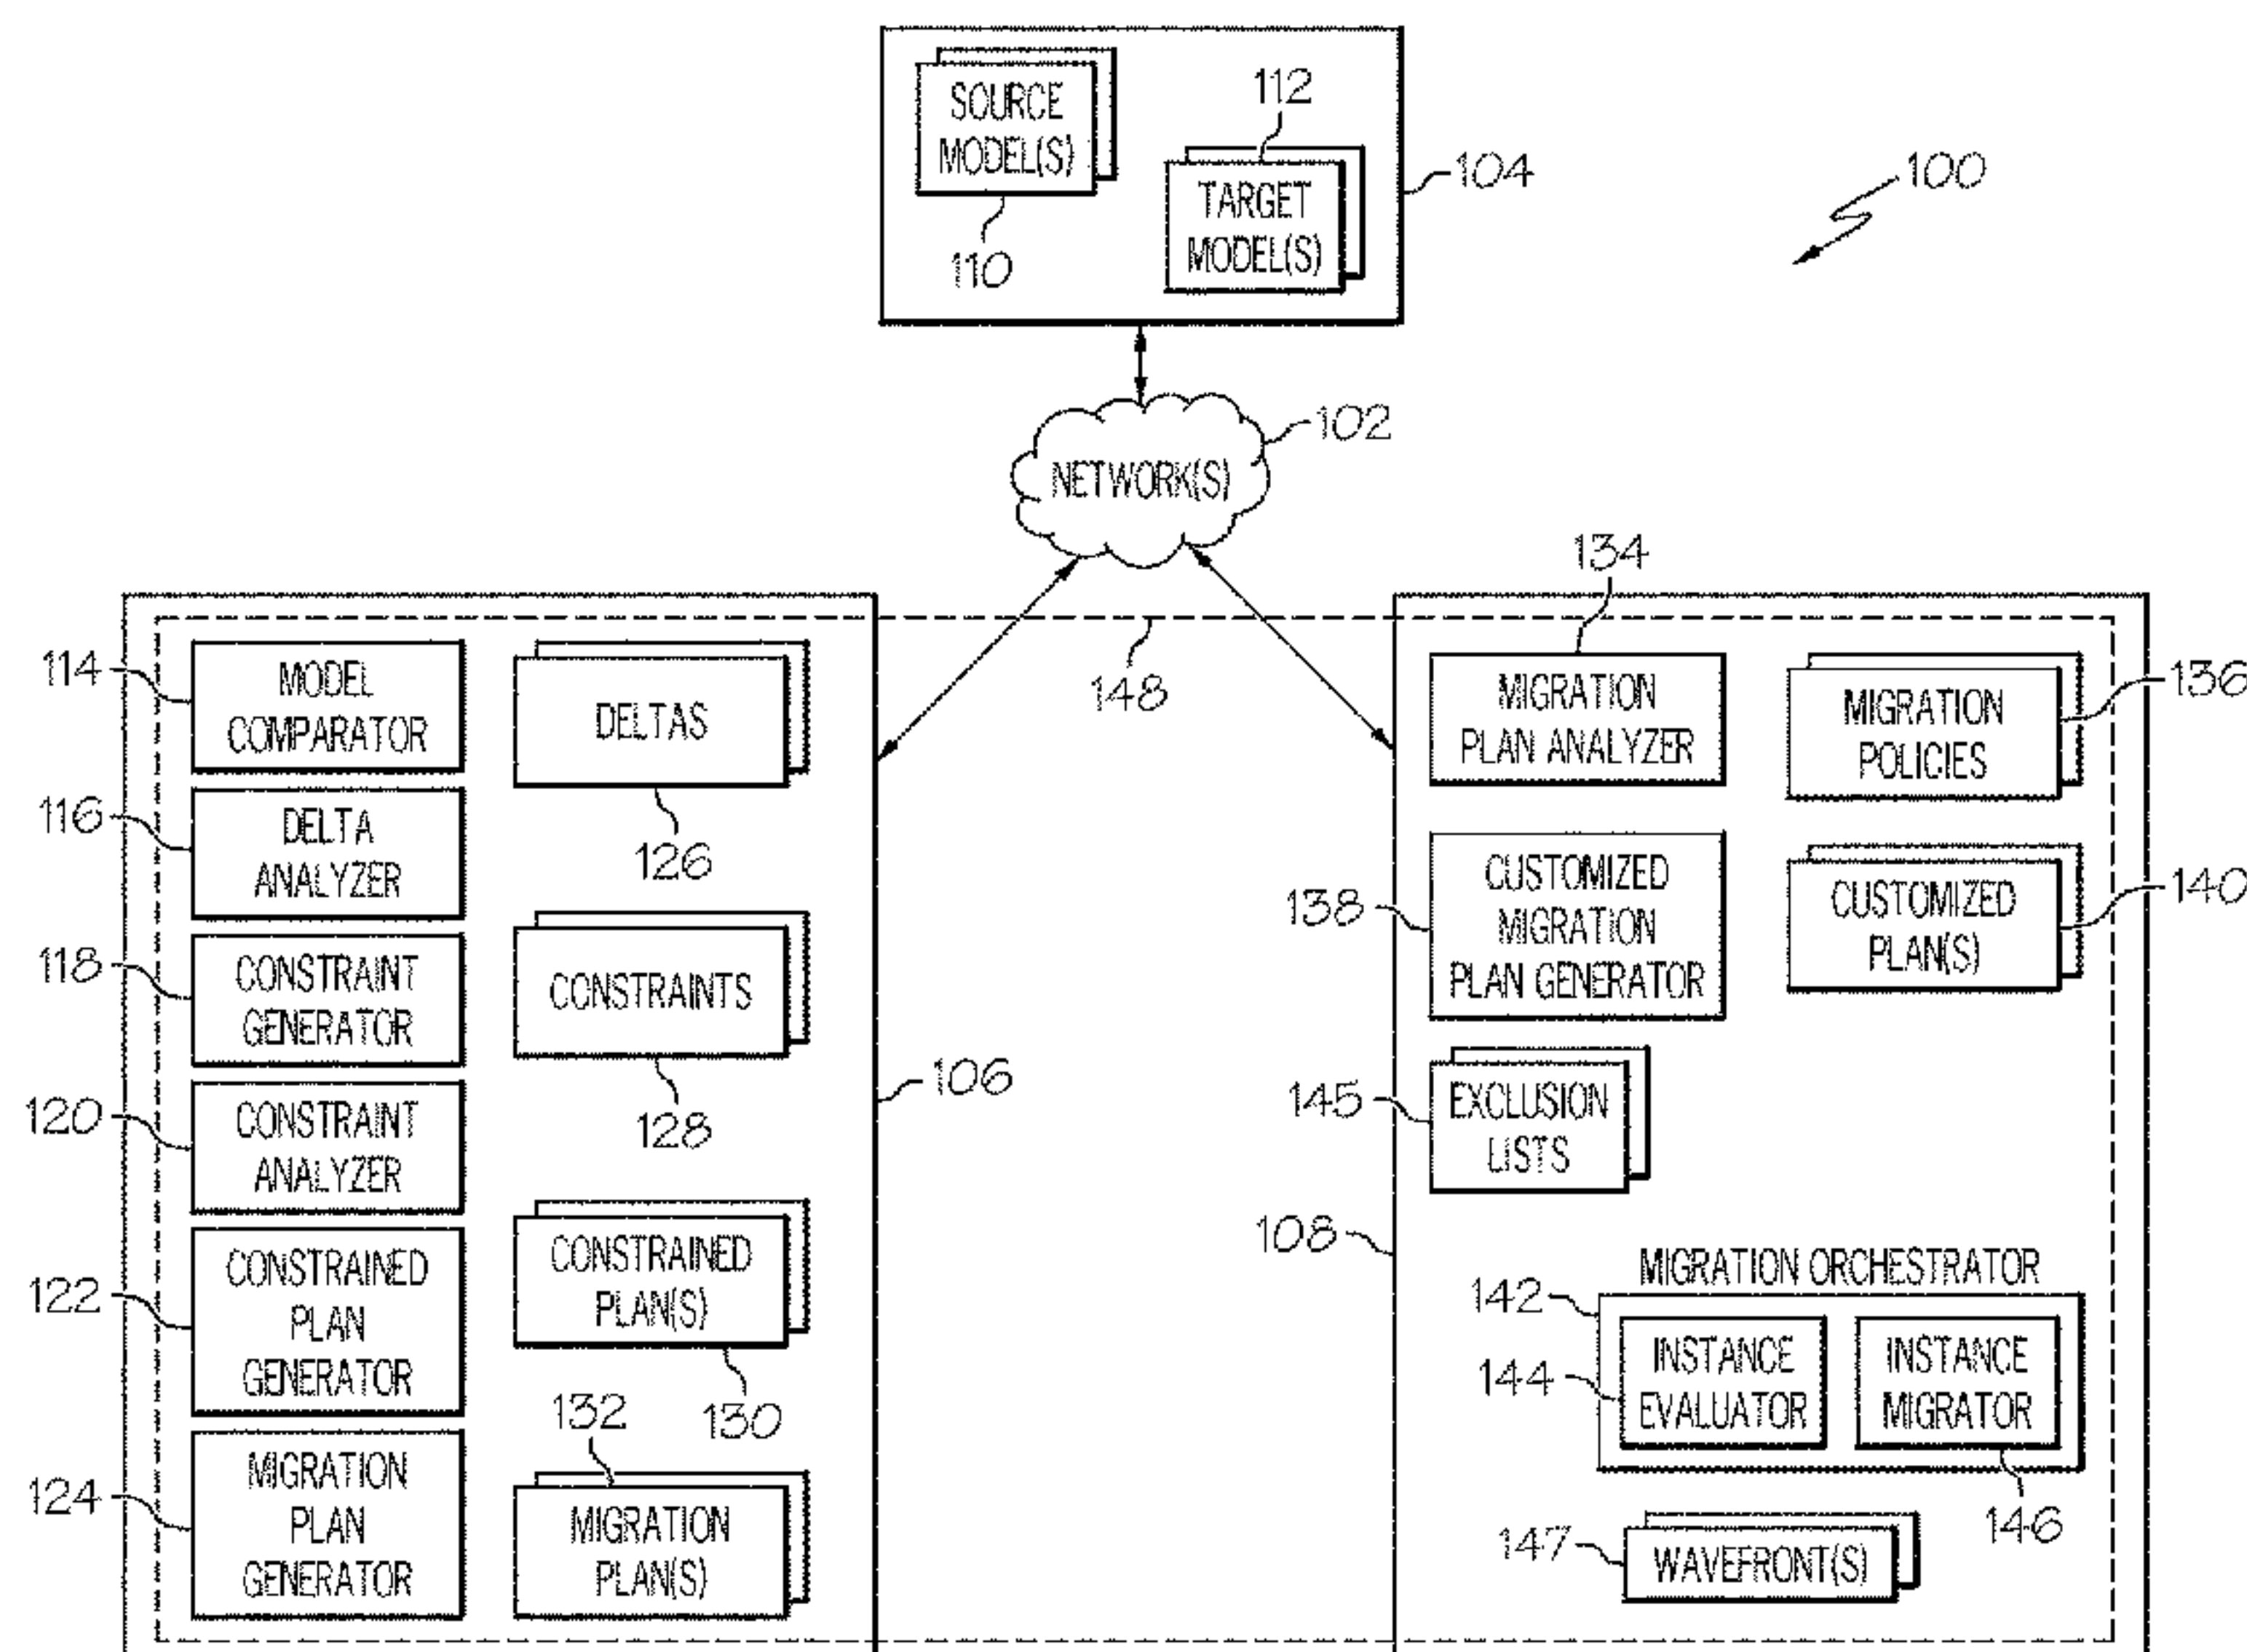 SOURCE
MODEL(S)
110
112
TARGET
MODEL(S)
104
100
102
NETWORK(S)
148
114
MODEL
COMPARATOR
116
DELTA
ANALYZER
118
CONSTRAINT
GENERATOR
120
CONSTRAINT
ANALYZER
122
CONSTRAINED
PLAN
GENERATOR
124
MIGRATION
PLAN
GENERATOR
DELTAS
126
CONSTRAINTS
128
CONSTRAINED
PLAN(S)
130
132
MIGRATION
PLAN(S)
106
134
MIGRATION
PLAN ANALYZER
MIGRATION
POLICIES
136
138
CUSTOMIZED
MIGRATION
PLAN GENERATOR
CUSTOMIZED
PLAN(S)
140
145
EXCLUSION
LISTS
108
MIGRATION ORCHESTRATOR
142
144
INSTANCE
EVALUATOR
INSTANCE
MIGRATOR
146
147
WAVEFRONT(S)